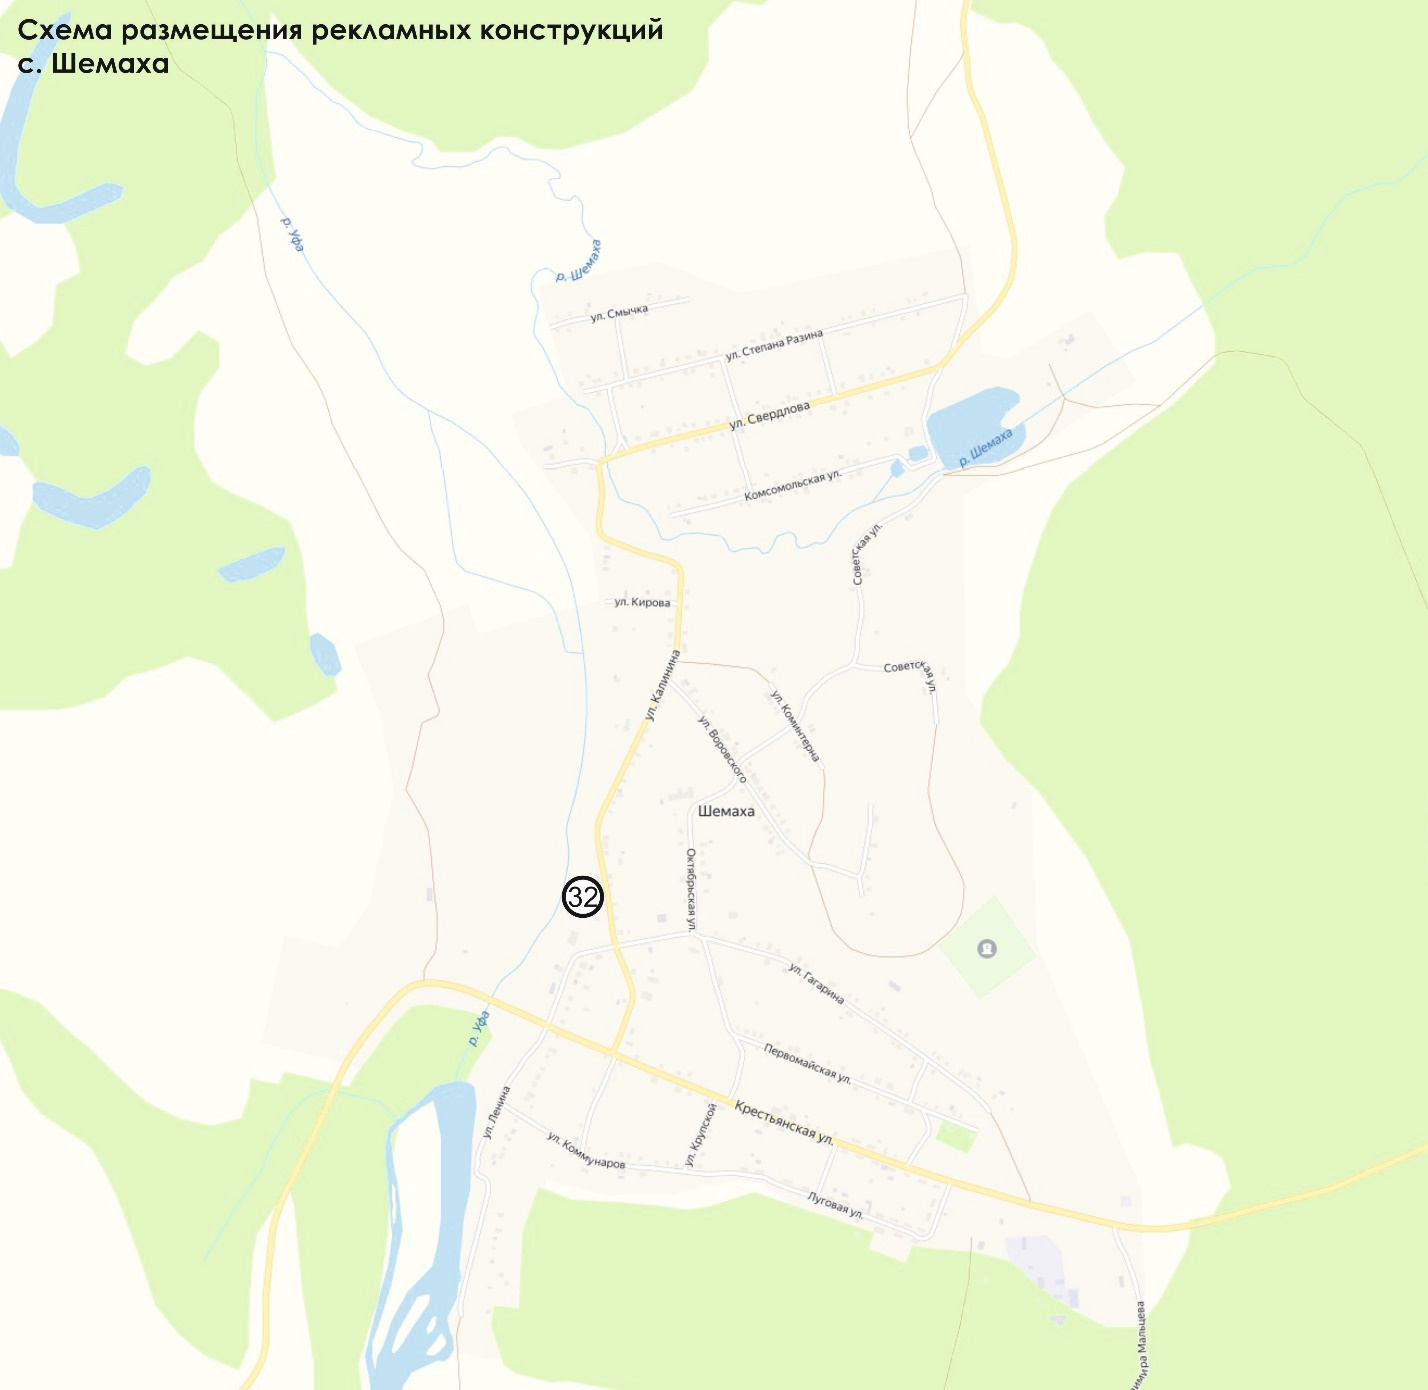 Схема размещения рекламных конструкций
с. Шемаха
р. Уфа
р. Шемаха
ул. Смычка
ул. Степана Разина
ул. Свердлова
р. Шемаха
Комсомольская ул.
Советская ул.
ул. Кирова
ул. Калинина
Советская ул.
ул. Коминтерна
ул. Воровского
Шемаха
Октябрьская ул.
32
ул. Гагарина
р. Уфа
Первомайская ул.
ул. Ленина
Крестьянская ул.
ул. Крупской
ул. Коммунаров
Луговая ул.
имира Мальцева